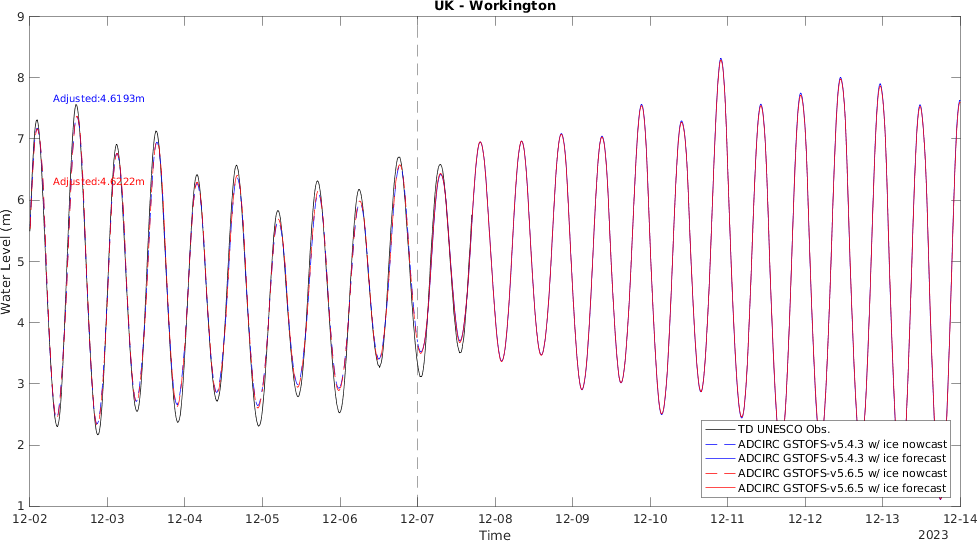 UK - Workington
9
8
7
6
5
4
3
2
1
Water Level (m)
Adjusted:4.6193m
Adjusted:4.6222m
TD UNESCO Obs.
ADCIRC GSTOFS-v5.4.3 w/ ice nowcast
ADCIRC GSTOFS-v5.4.3 w/ ice forecast
ADCIRC GSTOFS-v5.6.5 w/ ice nowcast
ADCIRC GSTOFS-v5.6.5 w/ ice forecast
12-02 12-03 12-04 12-05 12-06 12-07 12-08 12-09 12-10 12-11 12-12 12-13 12-14
Time
2023